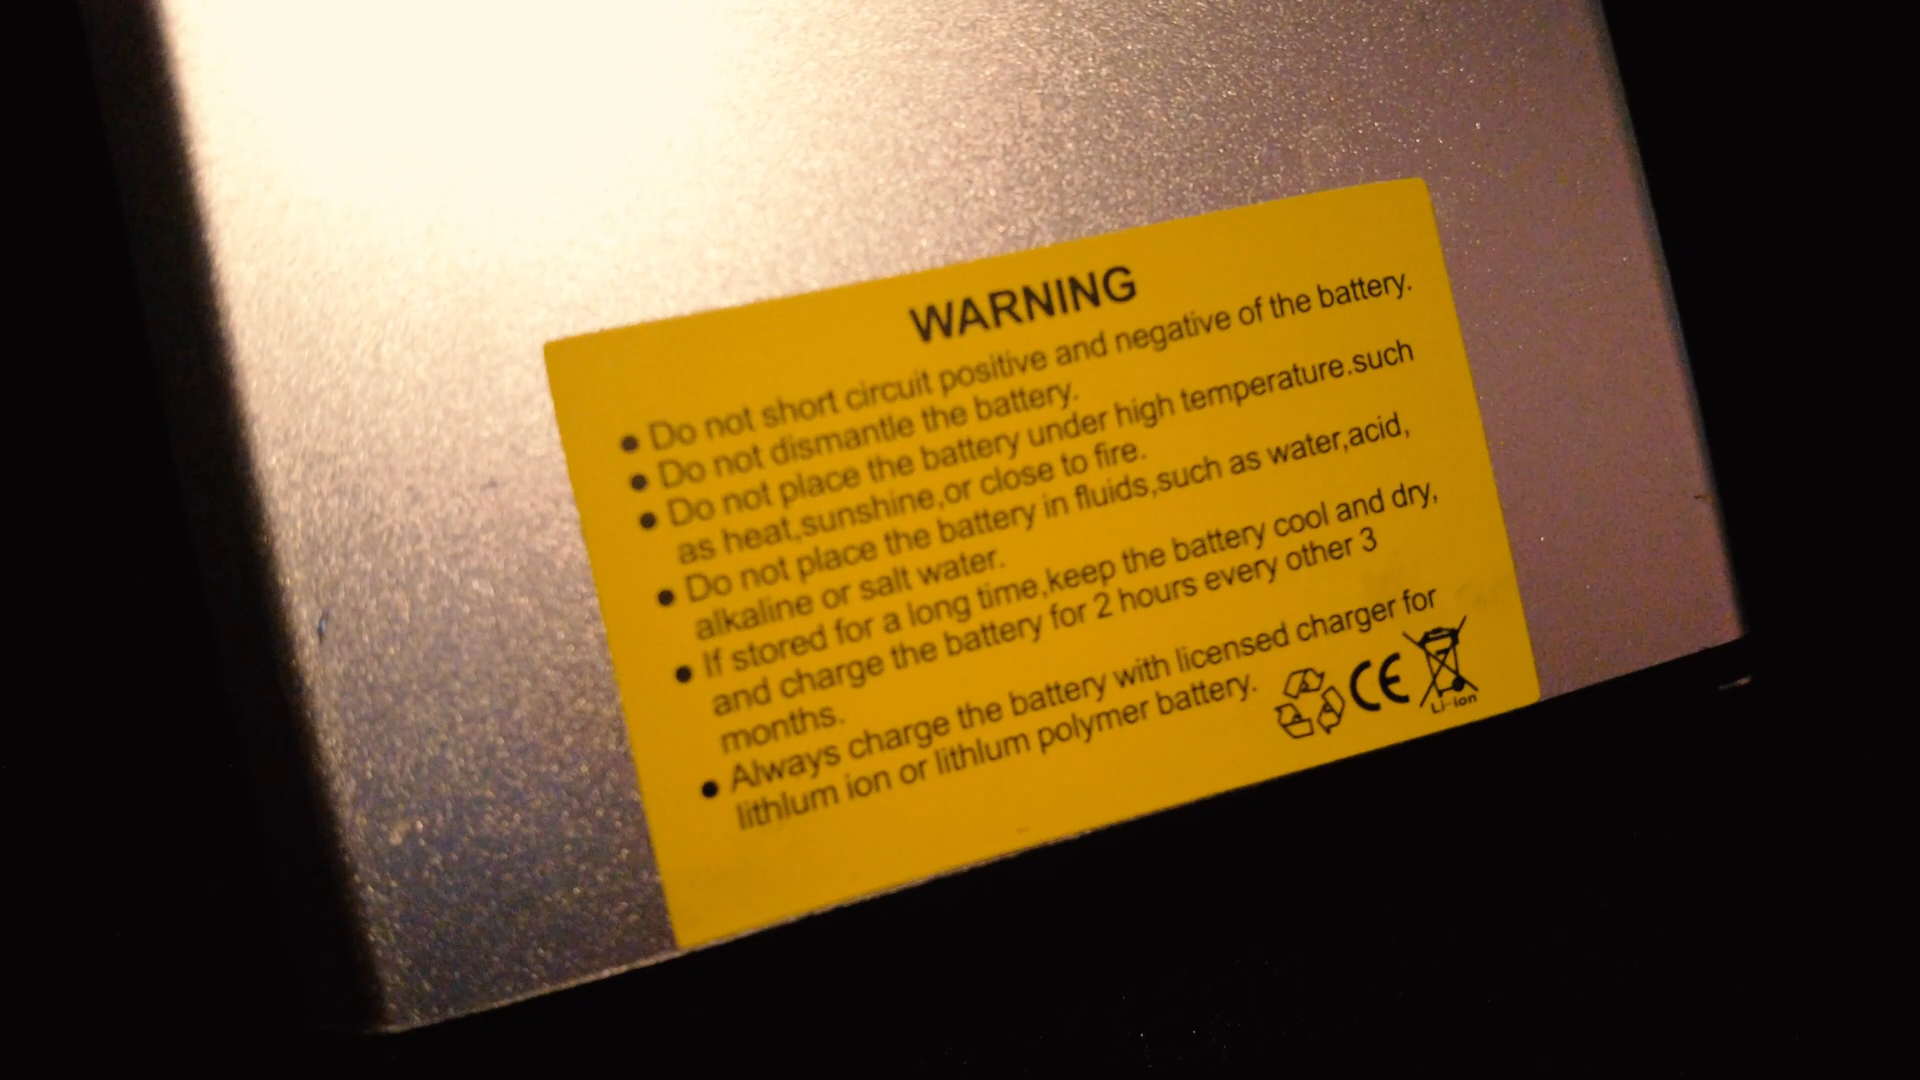 WARNING
● Do not short circuit positive and negative of the battery.
● Do not dismantle the battery.
● Do not place the battery under high temperature.such
as heat,sunshine,or close to fire.
● Do not place the battery in fluids,such as water,acid,
alkaline or salt water.
● If stored for a long time,keep the battery cool and dry,
and charge the battery for 2 hours every other 3
months.
● Always charge the battery with licensed charger for
lithlum ion or lithlum polymer battery.
CE
Li-ion